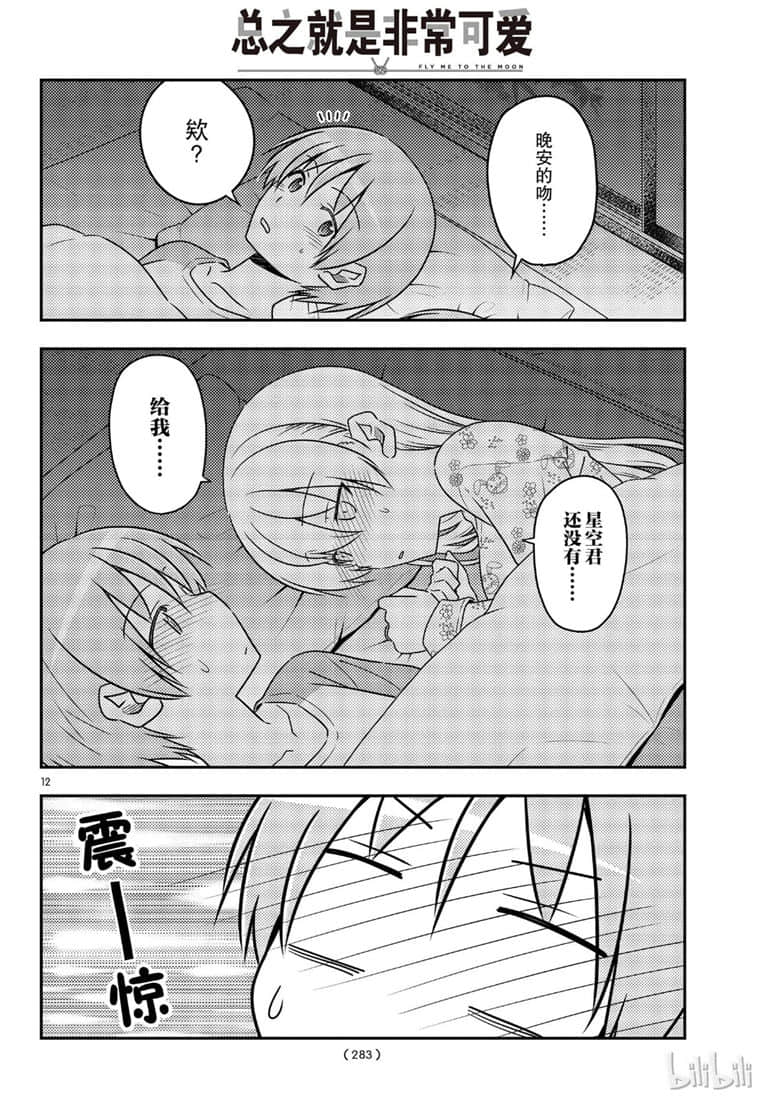 总之就是非常可爱
FLY ME TO THE MOON
晚安的吻……
欸？
星空君
还没有……
给我……
12
震—惊
(283)
bilibili